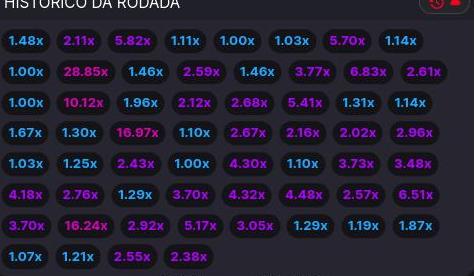 HISTÓRICO DA RODADA
1.48x 2.11x 5.82x 1.11x 1.00x 1.03x 5.70x 1.14x
1.00x 28.85x 1.46x 2.59x 1.46x 3.77x 6.83x 2.61x
1.00x 10.12x 1.96x 2.12x 2.68x 5.41x 1.31x 1.14x
1.67x 1.30x 16.97x 1.10x 2.67x 2.16x 2.02x 2.96x
1.03x 1.25x 2.43x 1.00x 4.30x 1.10x 3.73x 3.48x
4.18x 2.76x 1.29x 3.70x 4.32x 4.48x 2.57x 6.51x
3.70x 16.24x 2.92x 5.17x 3.05x 1.29x 1.19x 1.87x
1.07x 1.21x 2.55x 2.38x